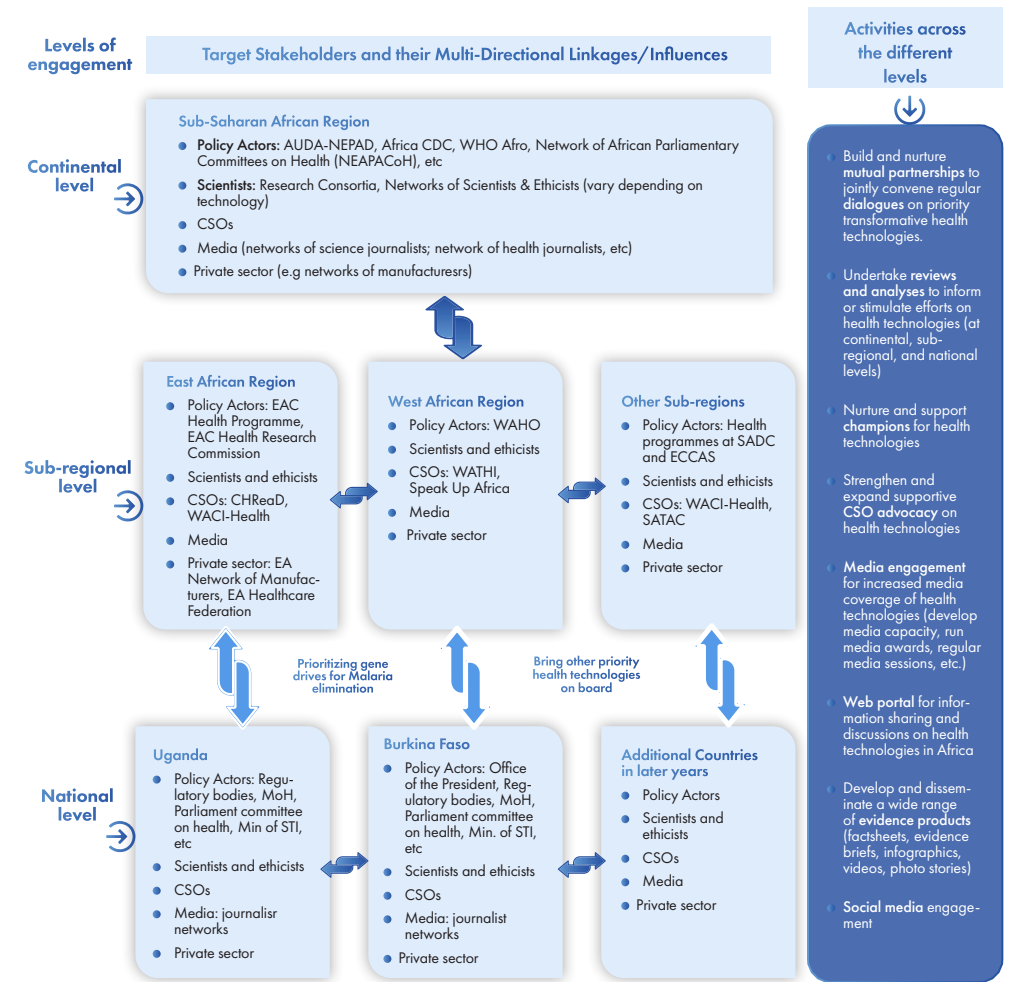 Levels of
engagement
Target Stakeholders and their Multi-Directional Linkages/Influences
Activities across
the different
levels
Continental
level
Sub-Saharan African Region
Policy Actors: AUDA-NEPAD, Africa CDC, WHO Afro, Network of African Parliamentary
Committees on Health (NEAPACoH), etc
Scientists: Research Consortia, Networks of Scientists & Ethicists (vary depending on
technology)
CSOs
Media (networks of science journalists; network of health journalists, etc)
Private sector (e.g networks of manufacturesrs)
Sub-regional
level
East African Region
Policy Actors: EAC
Health Programme,
EAC Health Research
Commission
Scientists and ethicists
CSOs: CHReaD,
WACI-Health
Media
Private sector: EA
Network of Manufac-
turers, EA Healthcare
Federation
West African Region
Policy Actors: WAHO
Scientists and ethicists
CSOs: WATHI,
Speak Up Africa
Media
Private sector
Other Sub-regions
Policy Actors: Health
programmes at SADC
and ECCAS
Scientists and ethicists
CSOs: WACI-Health,
SATAC
Media
Private sector
Prioritizing gene
drives for Malaria
elimination
Bring other priority
health technologies
on board
National
level
Uganda
Policy Actors: Regu-
latory bodies, MoH,
Parliament committee
on health, Min of STI,
etc
Scientists and ethicists
CSOs
Media: journalisr
networks
Private sector
Burkina Faso
Policy Actors: Office
of the President, Reg-
ulatory bodies, MoH,
Parliament committee
on health, Min. of STI,
etc
Scientists and ethicists
CSOs
Media: journalist
networks
Private sector
Additional Countries
in later years
Policy Actors
Scientists and
ethicists
CSOs
Media
Private sector
Build and nurture
mutual partnerships to
jointly convene regular
dialogues on priority
transformative health
technologies.
Undertake reviews
and analyses to inform
or stimulate efforts on
health technologies (at
continental, sub-
regional, and national
levels)
Nurture and support
champions for health
technologies
Strengthen and
expand supportive
CSO advocacy on
health technologies
Media engagement
for increased media
coverage of health
technologies (develop
media capacity, run
media awards, regular
media sessions, etc.)
Web portal for infor-
mation sharing and
discussions on health
technologies in Africa
Develop and dissem-
inate a wide range
of evidence products
(factsheets, evidence
briefs, infographics,
videos, photo stories)
Social media engage-
ment